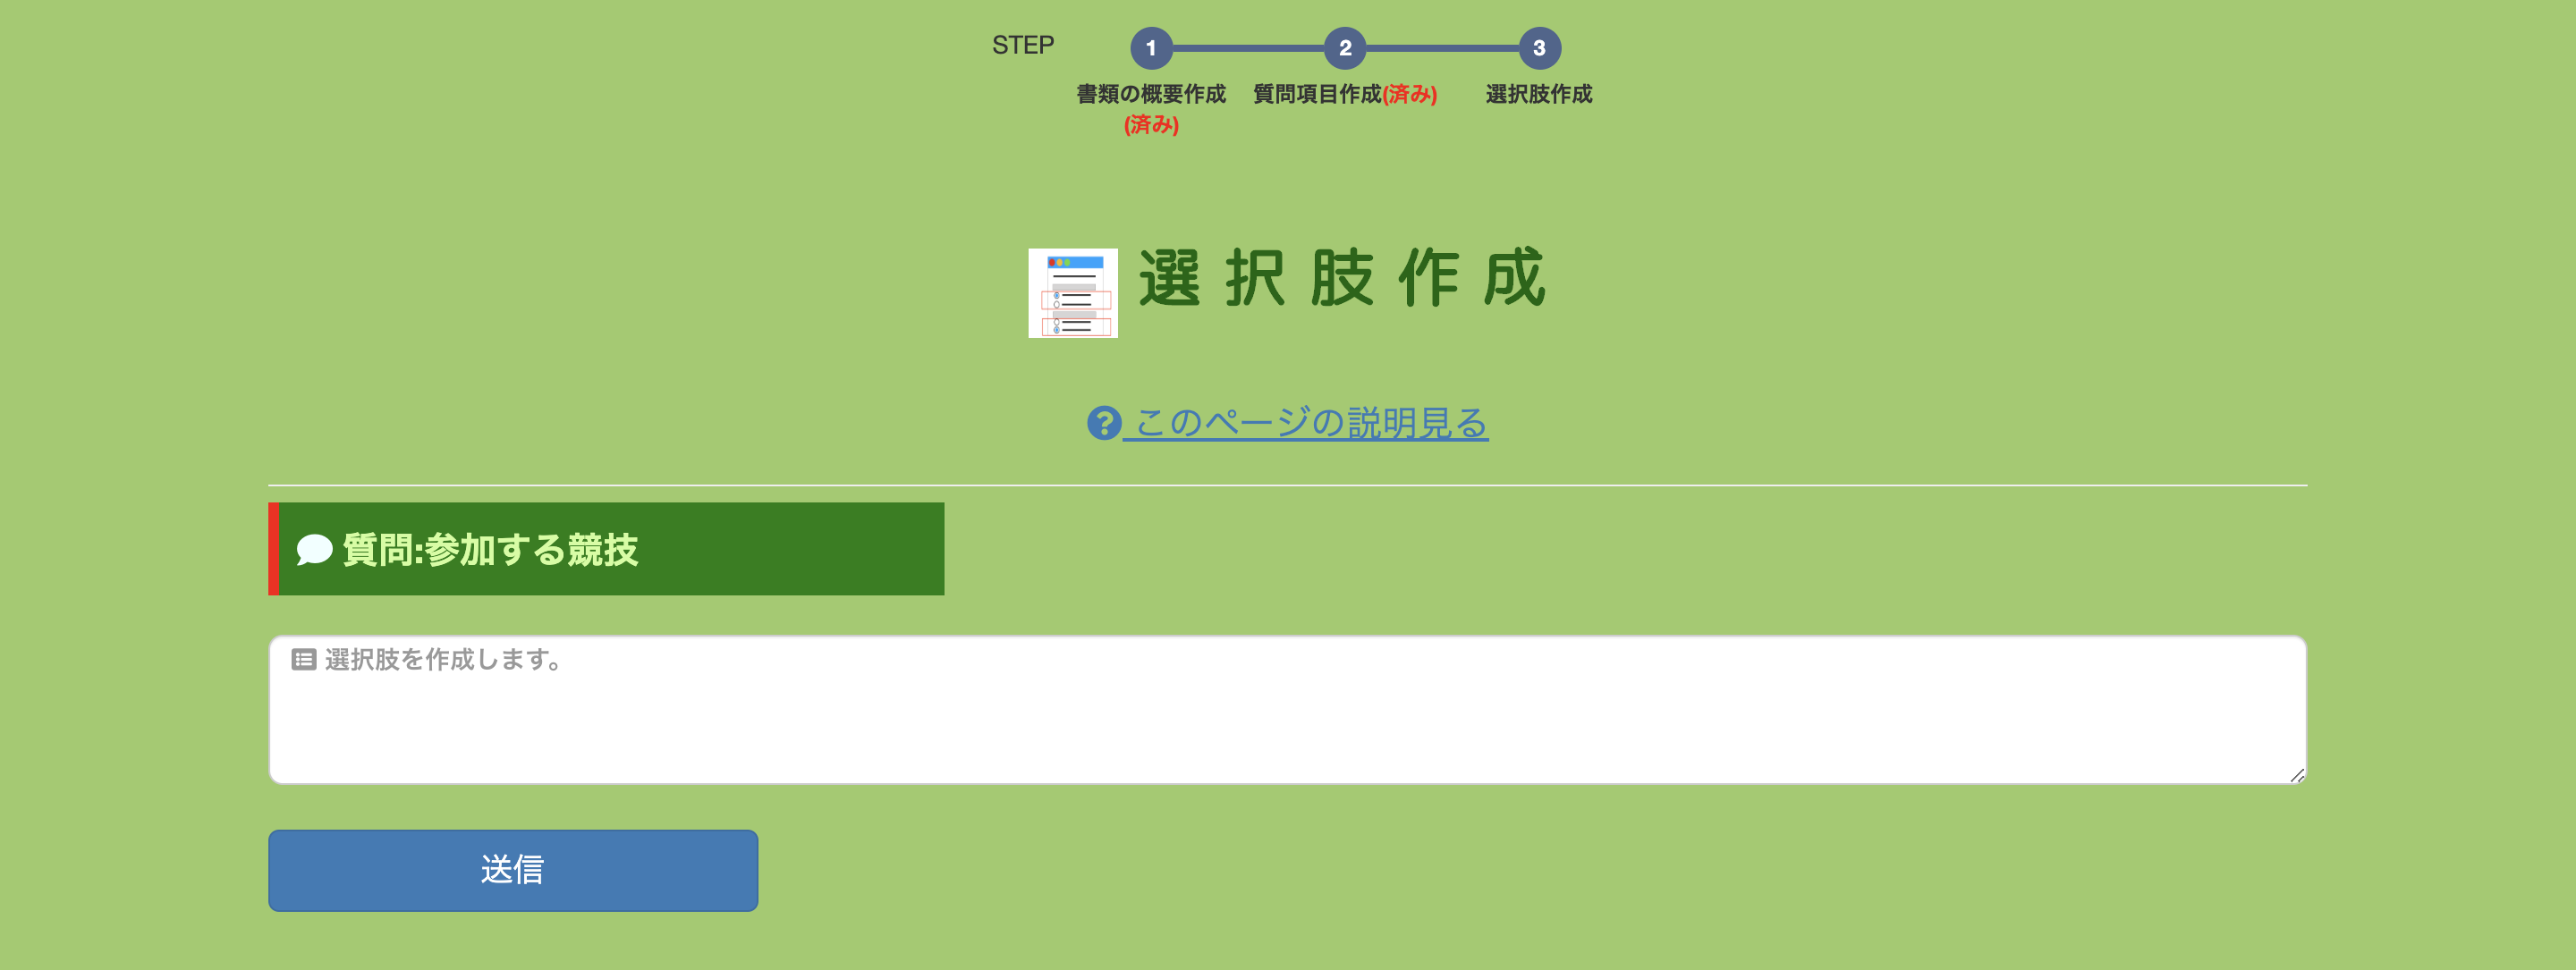 STEP
1 2 3
書類の概要作成 質問項目作成(済み) 選択肢作成
(済み)
選択肢作成
このページの説明見る
質問:参加する競技
選択肢を作成します。
送信